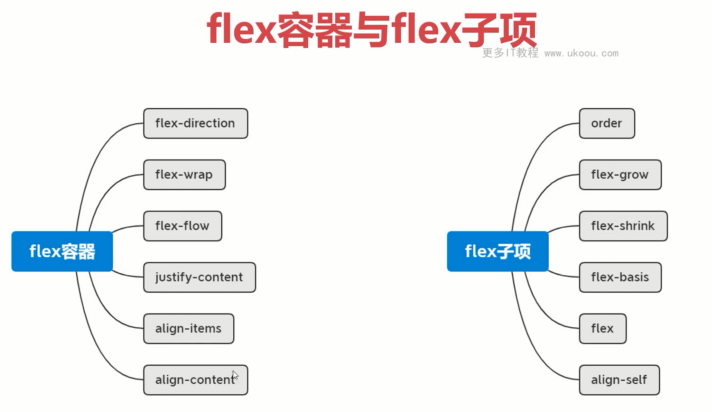 flex容器与flex子项
更多IT教程 www.ukoou.com
flex容器
flex-direction
flex-wrap
flex-flow
justify-content
align-items
align-content
flex子项
order
flex-grow
flex-shrink
flex-basis
flex
align-self